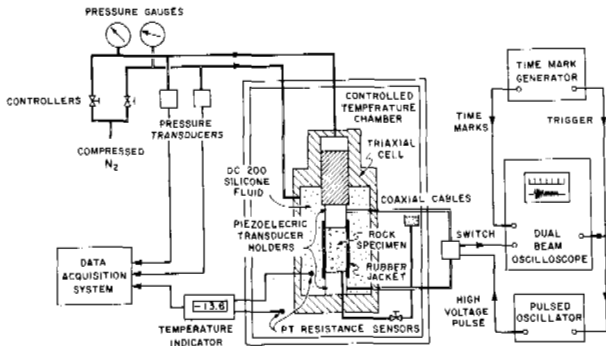 PRESSURE GAUGES
CONTROLLERS
PRESSURE
TRANSDUCERS
COMPRESSED
N2
CONTROLLED
TEMPERATURE
CHAMBER
TRIAXIAL
CELL
DC 200
SILICONE
FLUID
COAXIAL CABLES
PIEZOELECRIC
TRANSDUCER
HOLDERS
ROCK
SPECIMEN
RUBBER
JACKET
DATA
ACQUISITION
SYSTEM
-13.6
TEMPERATURE
INDICATOR
PT RESISTANCE SENSORS
TIME MARK
GENERATOR
TIME
MARKS
TRIGGER
SWITCH
DUAL
BEAM
OSCILLOSCOPE
HIGH
VOLTAGE
PULSE
PULSED
OSCILLATOR